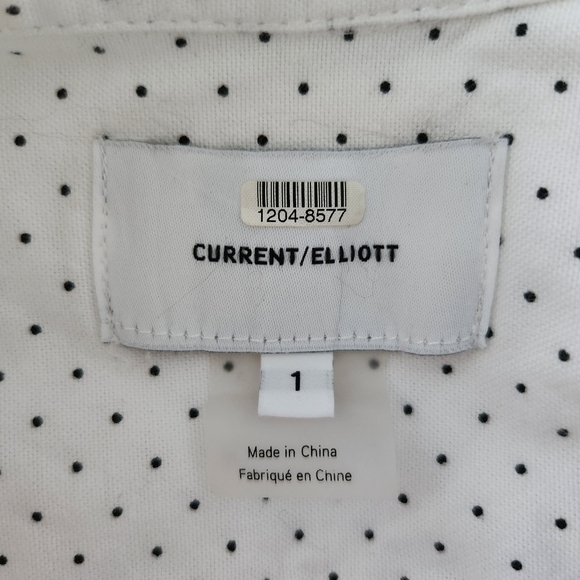 1204-8577
CURRENT/ELLIOTT
1
Made in China
Fabriqué en Chine